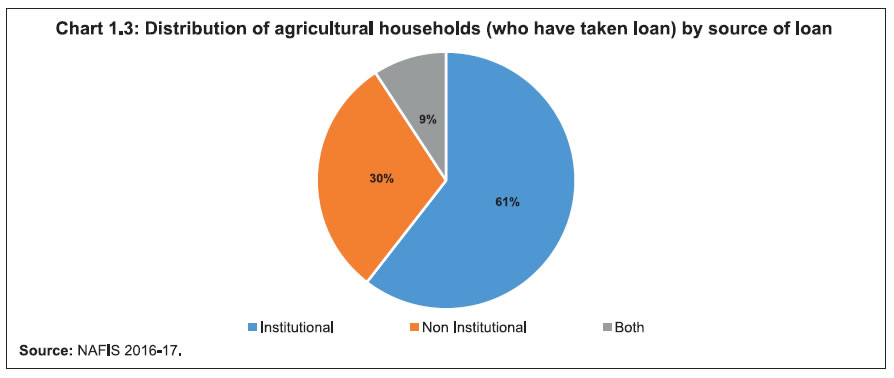 Chart 1.3: Distribution of agricultural households (who have taken loan) by source of loan
9%
30%
61%
Institutional
Non Institutional
Both
Source: NAFIS 2016-17.